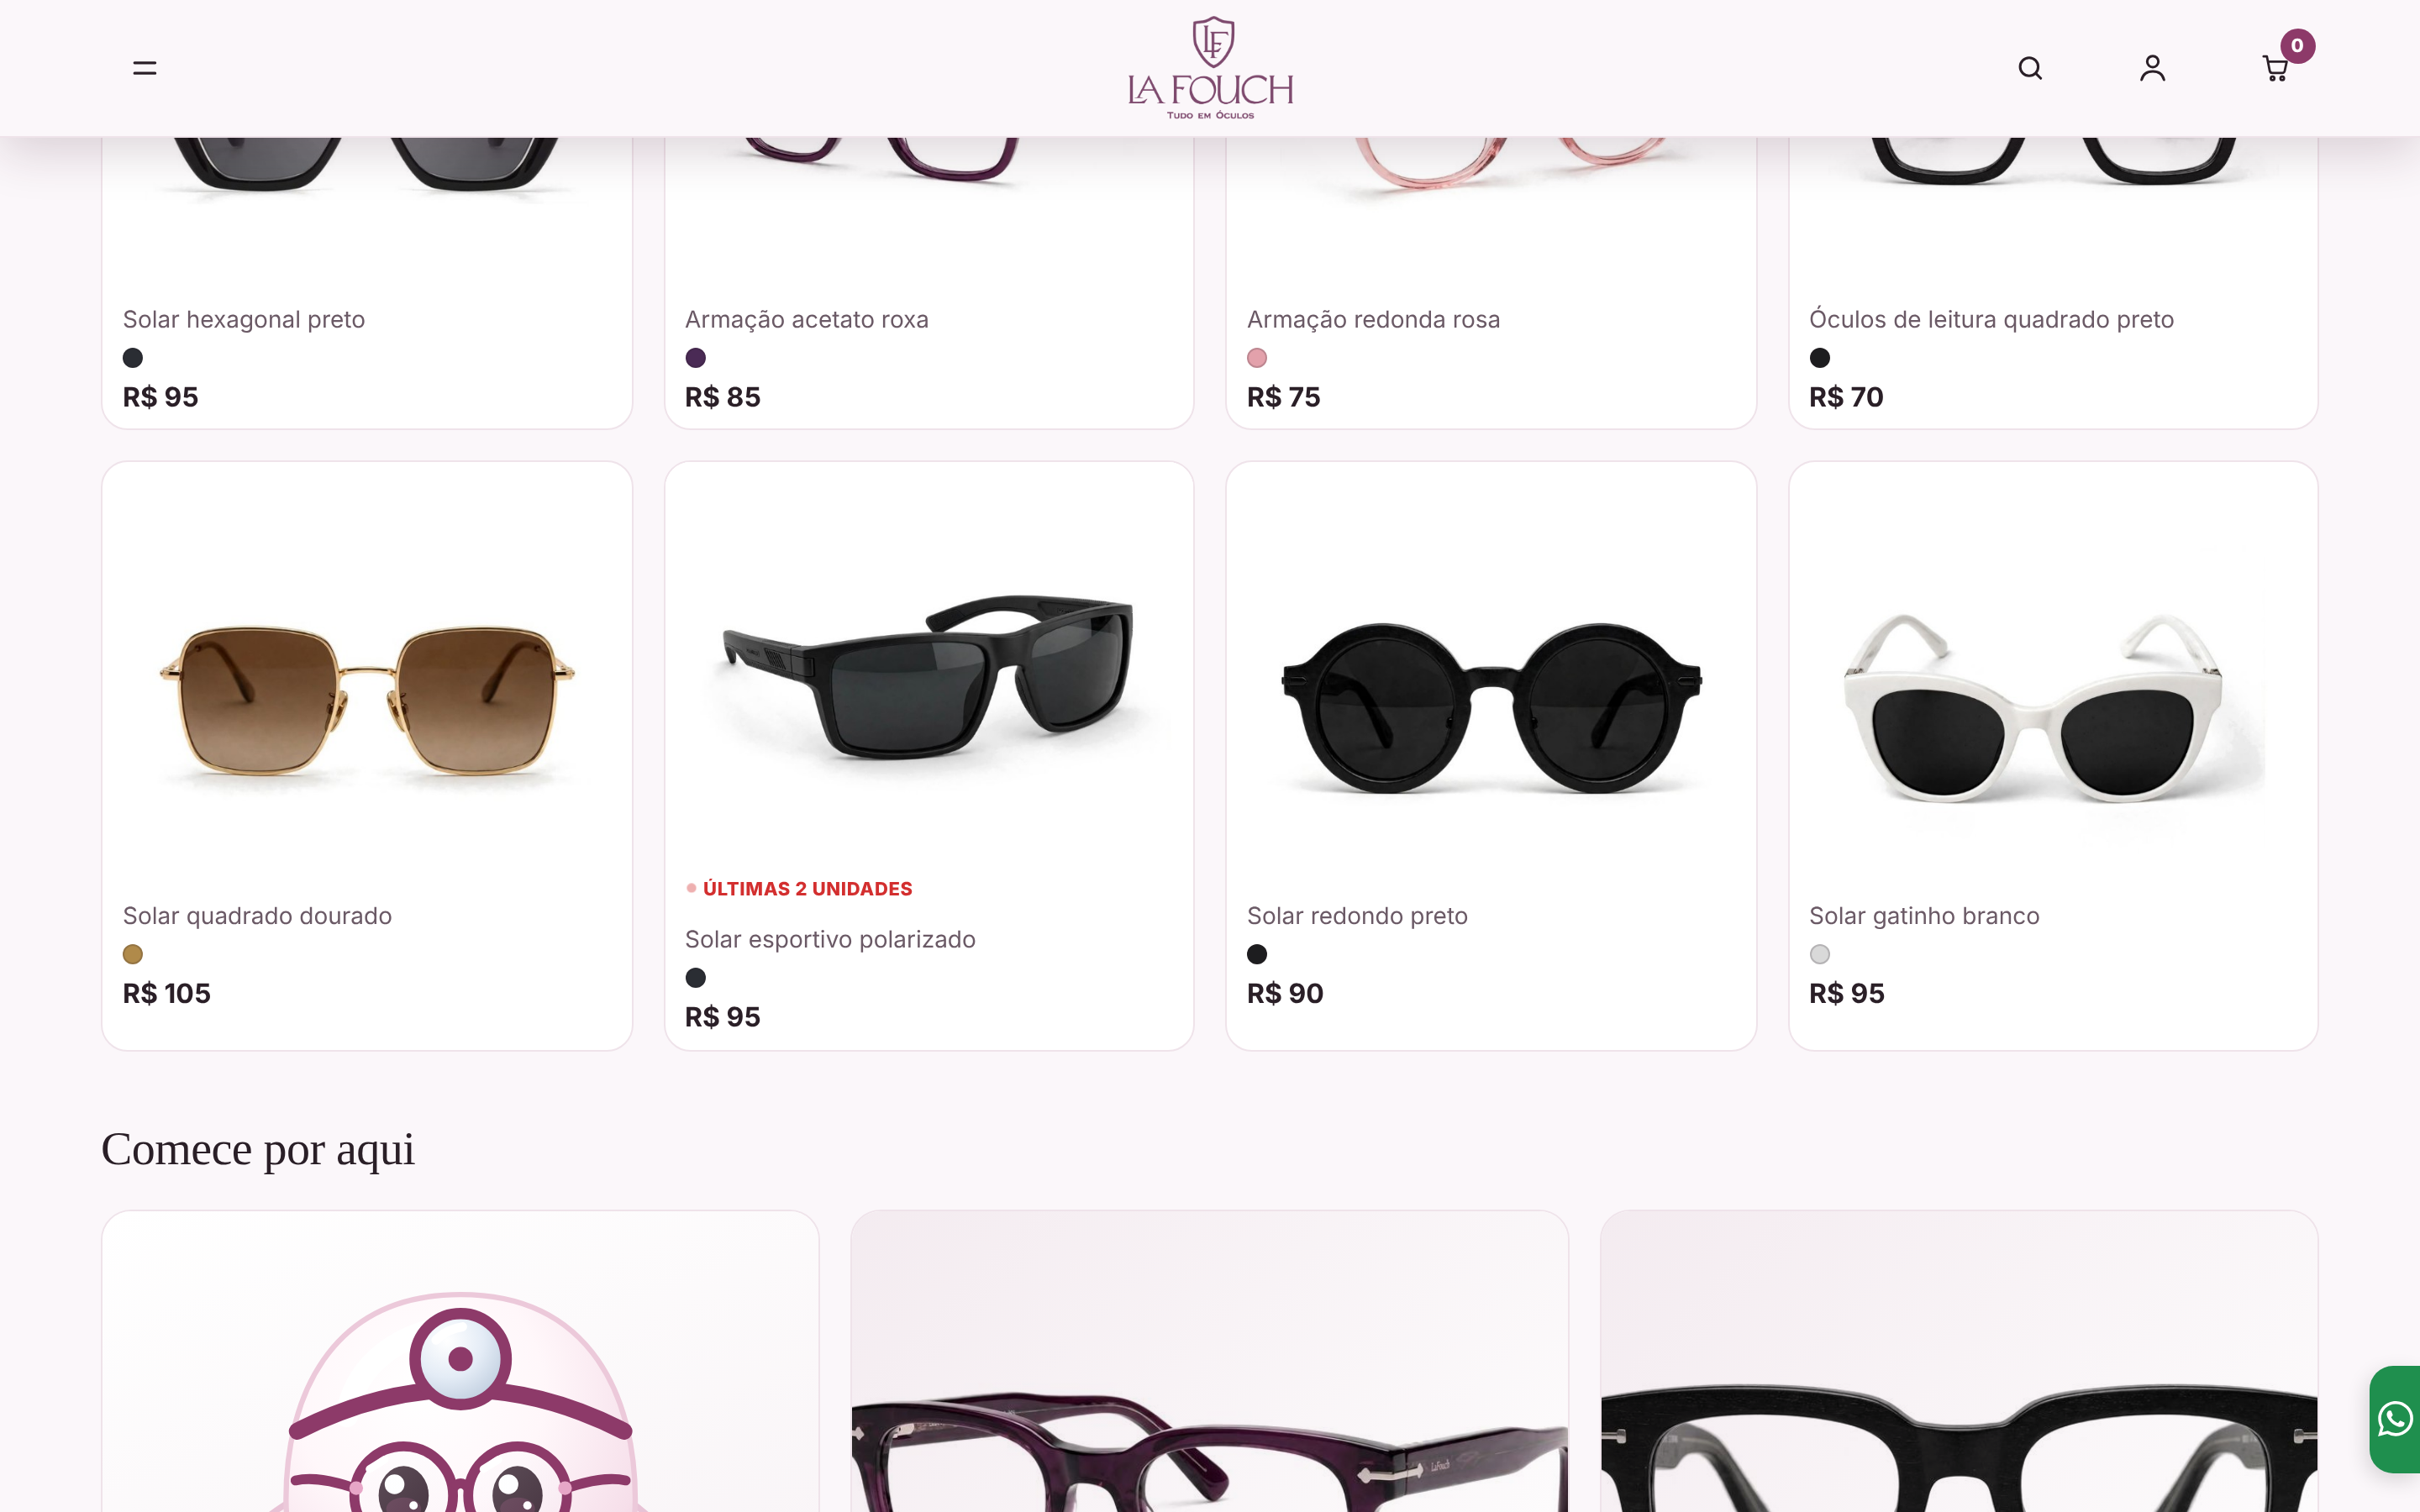 LF
LA FOUCH
TUDO EM ÓCULOS
0
Solar hexagonal preto
R$ 95
Armação acetato roxa
R$ 85
Armação redonda rosa
R$ 75
Óculos de leitura quadrado preto
R$ 70
Solar quadrado dourado
R$ 105
ÚLTIMAS 2 UNIDADES
Solar esportivo polarizado
R$ 95
Solar redondo preto
R$ 90
Solar gatinho branco
R$ 95
Comece por aqui
LaFouch